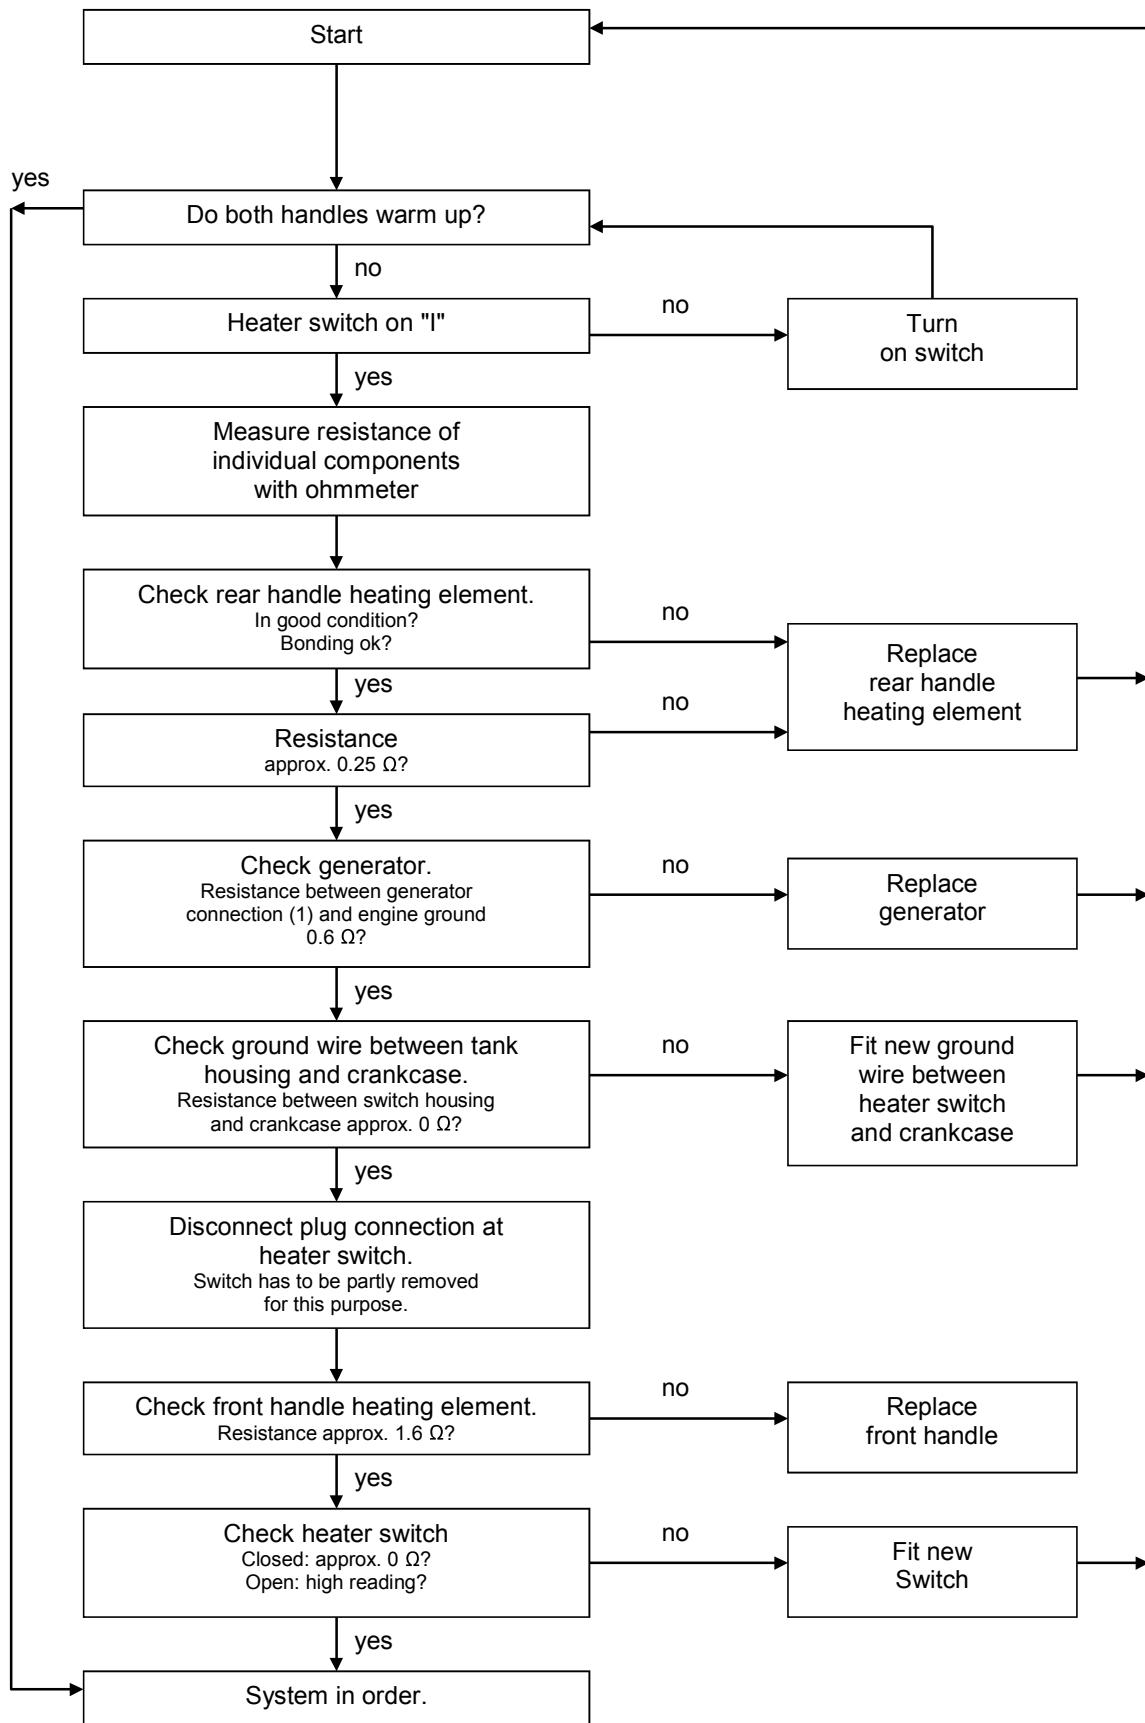 Start
yes
Do both handles warm up?
no
Heater switch on "I"
no
Turn
on switch
yes
Measure resistance of
individual components
with ohmmeter
Check rear handle heating element.
In good condition?
Bonding ok?
no
Replace
rear handle
heating element
yes
no
Resistance
approx. 0.25 Ω?
yes
Check generator.
Resistance between generator
connection (1) and engine ground
0.6 Ω?
no
Replace
generator
yes
Check ground wire between tank
housing and crankcase.
Resistance between switch housing
and crankcase approx. 0 Ω?
no
Fit new ground
wire between
heater switch
and crankcase
yes
Disconnect plug connection at
heater switch.
Switch has to be partly removed
for this purpose.
Check front handle heating element.
Resistance approx. 1.6 Ω?
no
Replace
front handle
yes
Check heater switch
Closed: approx. 0 Ω?
Open: high reading?
no
Fit new
Switch
yes
System in order.